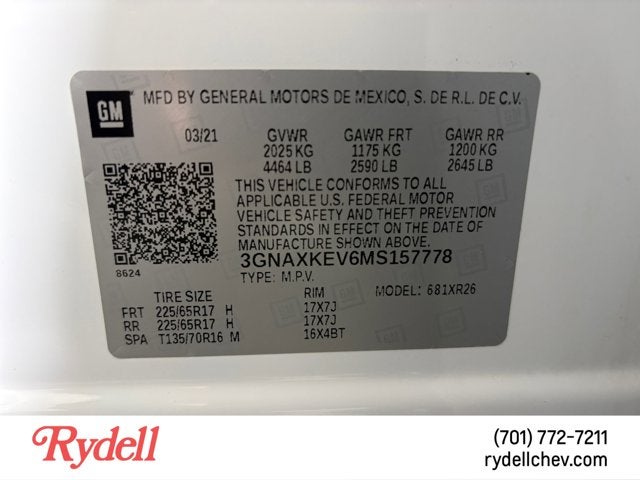 GM MFD BY GENERAL MOTORS DE MEXICO, S. DE R.L. DE C.V.
03/21 GVWR GAWR FRT GAWR RR
2025 KG 1175 KG 1200 KG
4464 LB 2590 LB 2645 LB
THIS VEHICLE CONFORMS TO ALL
APPLICABLE U.S. FEDERAL MOTOR
VEHICLE SAFETY AND THEFT PREVENTION
STANDARDS IN EFFECT ON THE DATE OF
MANUFACTURE SHOWN ABOVE.
8624 3GNAXKEV6MS157778
TYPE: M.P.V. MODEL: 681XR26
TIRE SIZE RIM
FRT 225/65R17 H 17X7J
RR 225/65R17 H 17X7J
SPA T135/70R16 M 16X4BT
Rydell (701) 772-7211
rydellchev.com